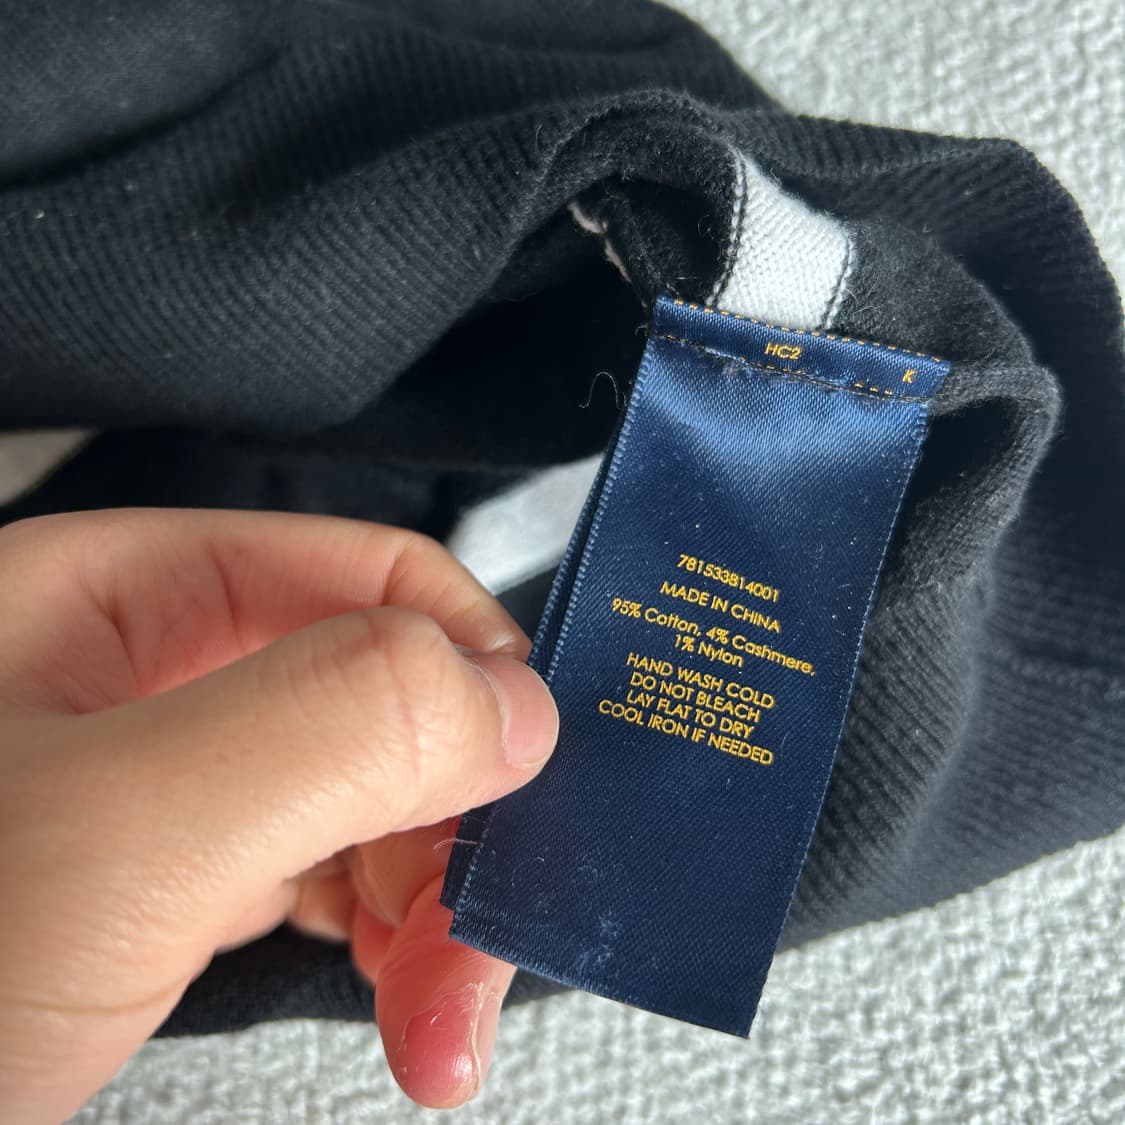 HC2
K
781533814001
MADE IN CHINA
95% Cotton, 4% Cashmere,
1% Nylon
HAND WASH COLD
DO NOT BLEACH
LAY FLAT TO DRY
COOL IRON IF NEEDED